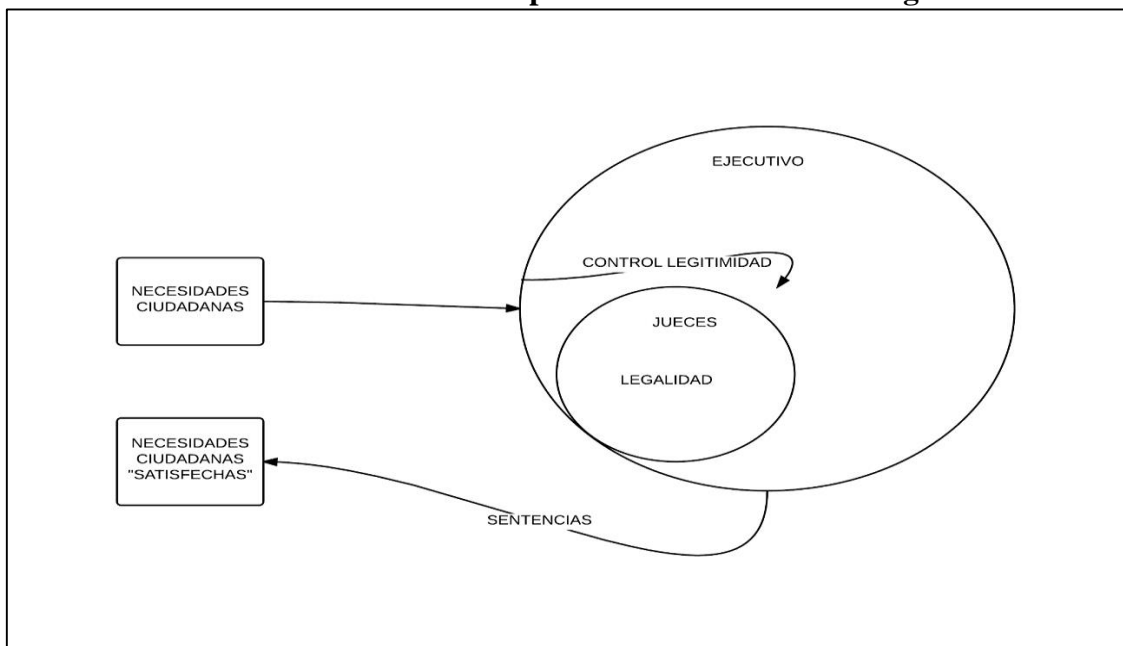 EJECUTIVO
CONTROL LEGITIMIDAD
NECESIDADES
CIUDADANAS
JUECES
LEGALIDAD
NECESIDADES
CIUDADANAS
"SATISFECHAS"
SENTENCIAS